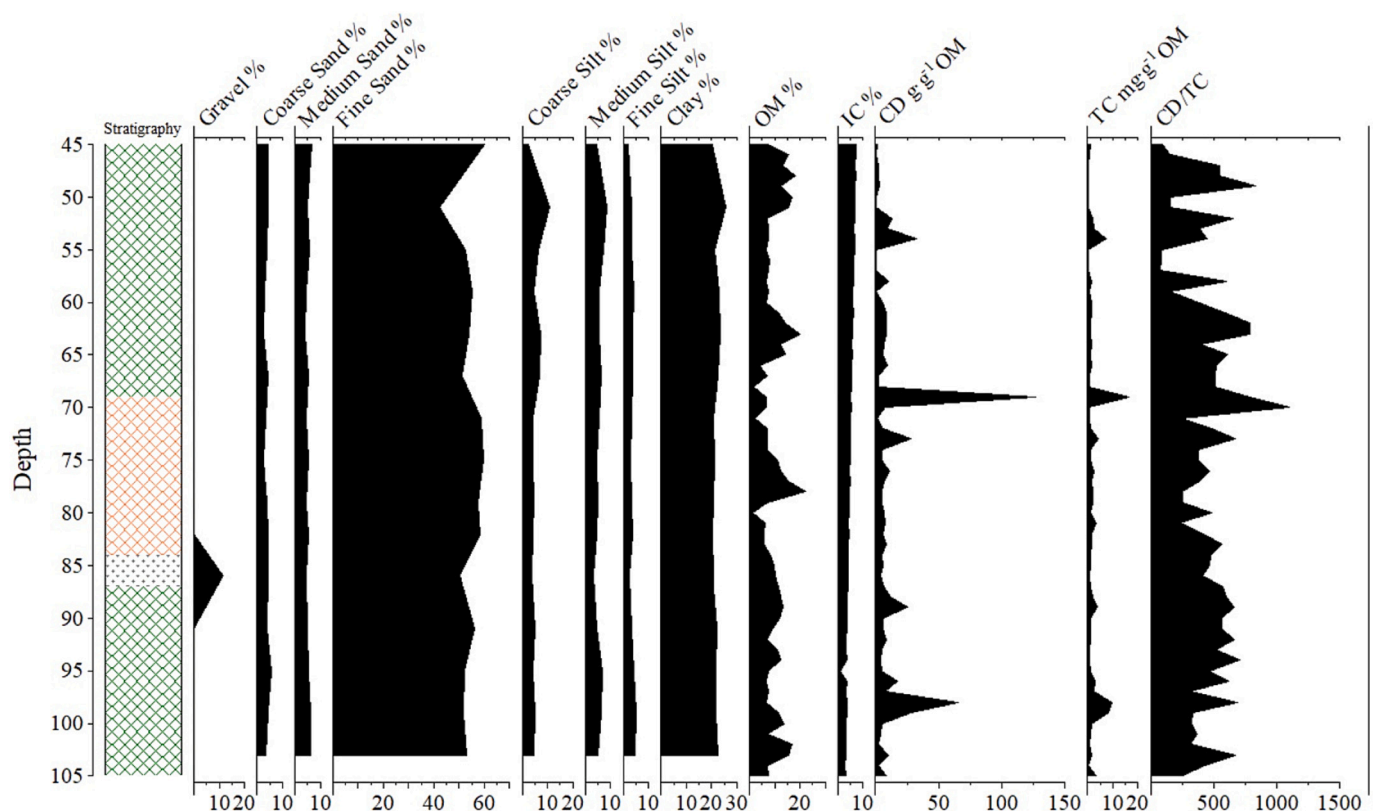 Gravel %
Coarse Sand %
Medium Sand %
Fine Sand %
Coarse Silt %
Medium Silt %
Fine Silt %
Clay %
OM %
IC %
CD g·g⁻¹ OM
TC mg·g⁻¹ OM
CD/TC
Stratigraphy
Depth
45
50
55
60
65
70
75
80
85
90
95
100
105
10 20
10
10
20 40 60
10 20
10
10
10 20 30
20
10
50 100 150
10 20
500 1000 1500